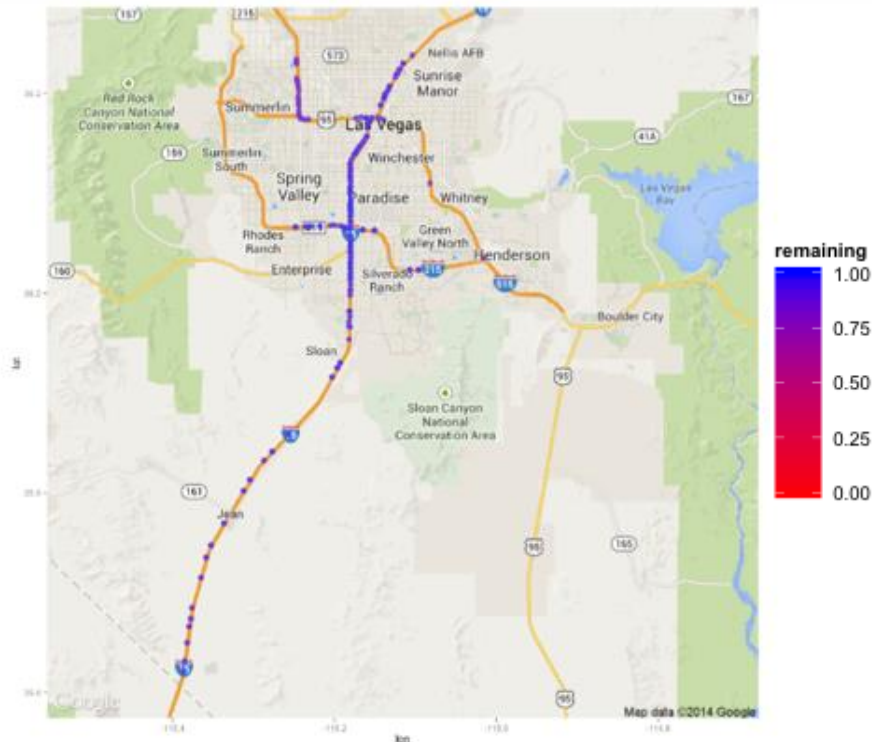 157
215
Nellis AFB
573
Sunrise
Manor
Red Rock
Canyon National
Conservation Area
Summerlin
95
Las Vegas
167
41A
159
Summerlin
South
Winchester
Spring
Valley
Paradise
Whitney
Las Vegas
Bay
Rhodes
Ranch
Green
Valley North
Henderson
160
Enterprise
Silverado
Ranch
215
515
Boulder City
Sloan
95
Sloan Canyon
National
Conservation Area
161
Jean
95
165
15
95
Google
Map data ©2014 Google
lon
lat
remaining
1.00
0.75
0.50
0.25
0.00